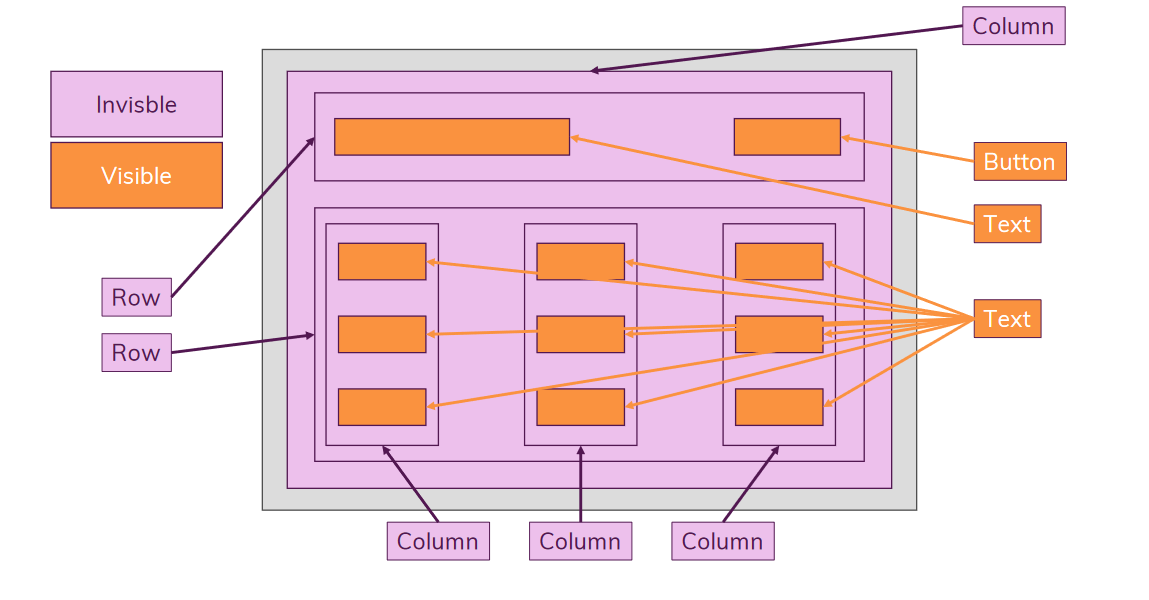 Column
Invisble
Visible
Button
Text
Row
Text
Row
Column
Column
Column